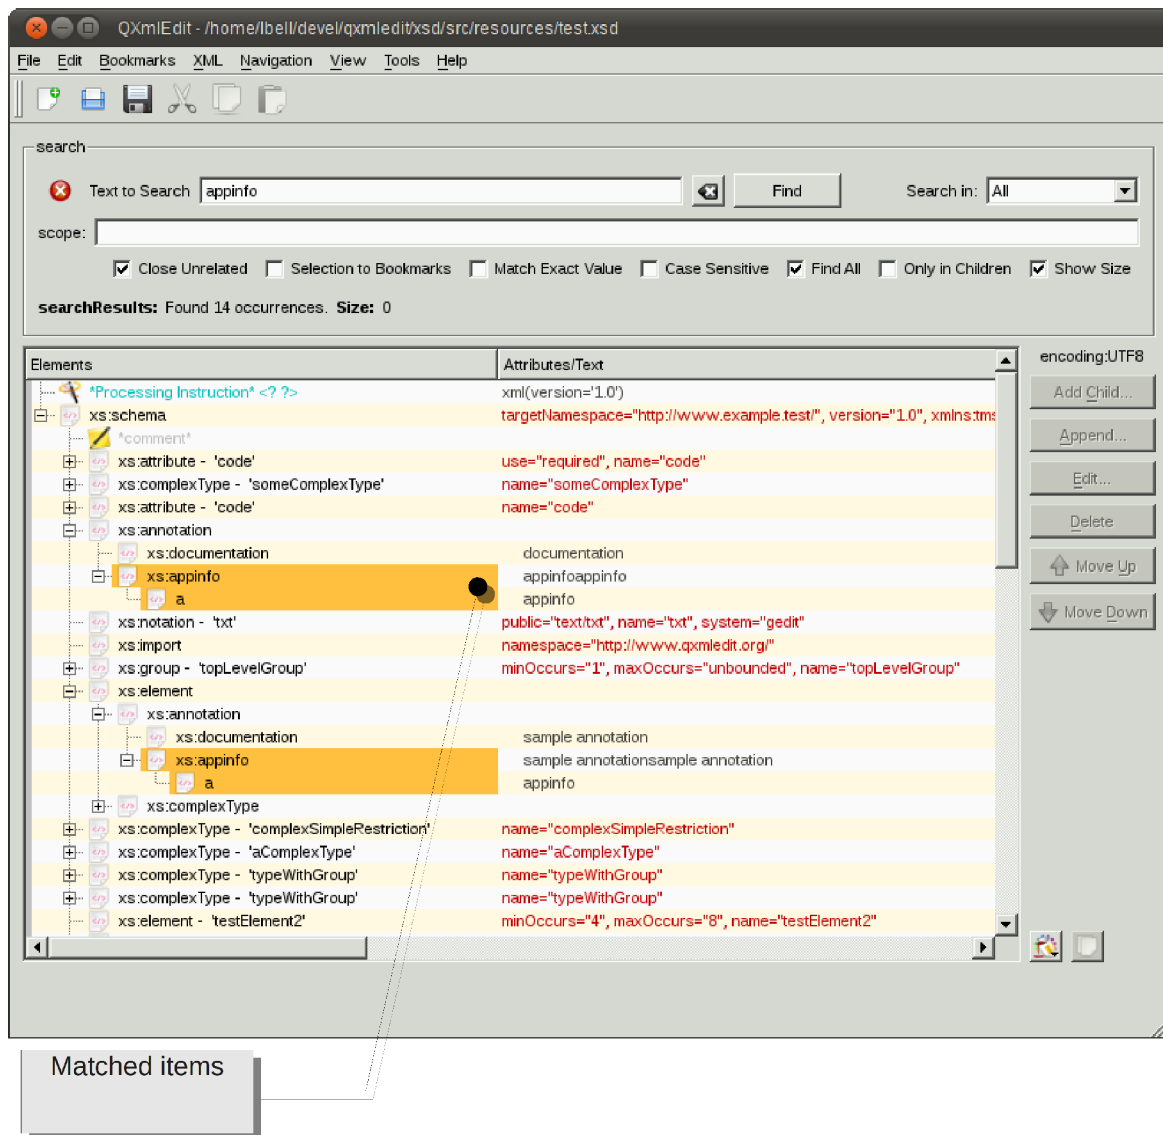 QXmlEdit - /home/lbell/devel/qxmledit/xsd/src/resources/test.xsd
File Edit Bookmarks XML Navigation View Tools Help
search
Text to Search appinfo Find Search in: All
scope:
Close Unrelated Selection to Bookmarks Match Exact Value Case Sensitive Find All Only in Children Show Size
searchResults: Found 14 occurrences. Size: 0
Elements Attributes/Text encoding:UTF8
*Processing Instruction* <? ?> xml(version='1.0')
Add Child...
xs:schema targetNamespace="http://www.example.test/", version="1.0", xmlns:tms
*comment*
Append...
xs:attribute - 'code' use="required", name="code"
xs:complexType - 'someComplexType' name="someComplexType"
Edit...
xs:attribute - 'code' name="code"
Delete
xs:annotation
xs:documentation documentation
Move Up
xs:appinfo appinfoappinfo
a appinfo
Move Down
xs:notation - 'txt' public="text/txt", name="txt", system="gedit"
xs:import namespace="http://www.qxmledit.org/"
xs:group - 'topLevelGroup' minOccurs="1", maxOccurs="unbounded", name="topLevelGroup"
xs:element
xs:annotation
xs:documentation sample annotation
xs:appinfo sample annotationsample annotation
a appinfo
xs:complexType
xs:complexType - 'complexSimpleRestriction' name="complexSimpleRestriction"
xs:complexType - 'aComplexType' name="aComplexType"
xs:complexType - 'typeWithGroup' name="typeWithGroup"
xs:complexType - 'typeWithGroup' name="typeWithGroup"
xs:element - 'testElement2' minOccurs="4", maxOccurs="8", name="testElement2"
Matched items